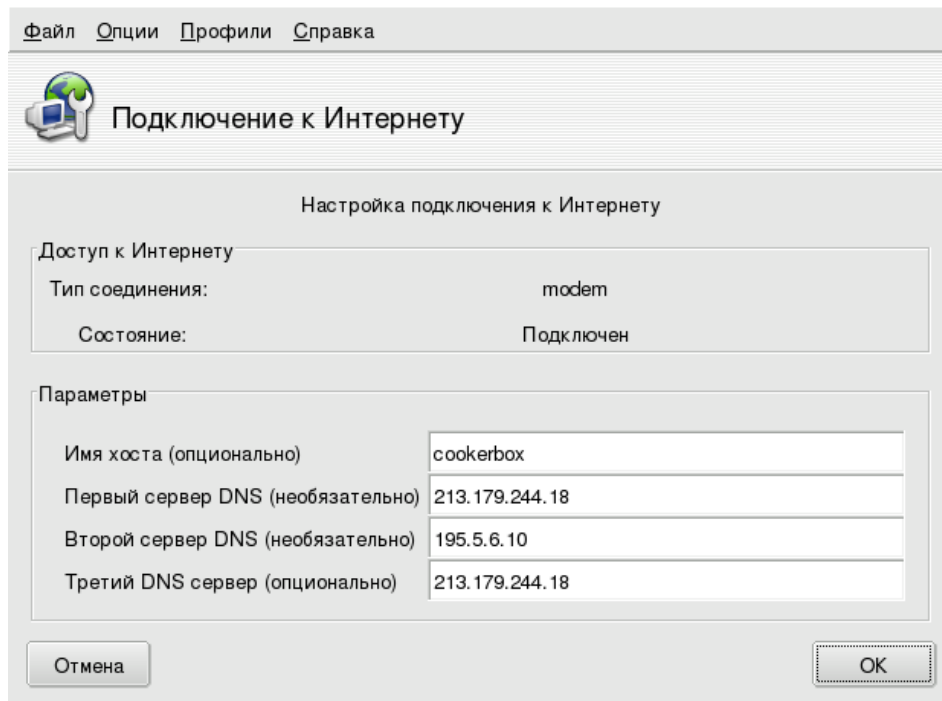 Файл Опции Профили Справка
Подключение к Интернету
Настройка подключения к Интернету
Доступ к Интернету
Тип соединения: modem
Состояние: Подключен
Параметры
Имя хоста (опционально) cookerbox
Первый сервер DNS (необязательно) 213.179.244.18
Второй сервер DNS (необязательно) 195.5.6.10
Третий DNS сервер (опционально) 213.179.244.18
Отмена OK